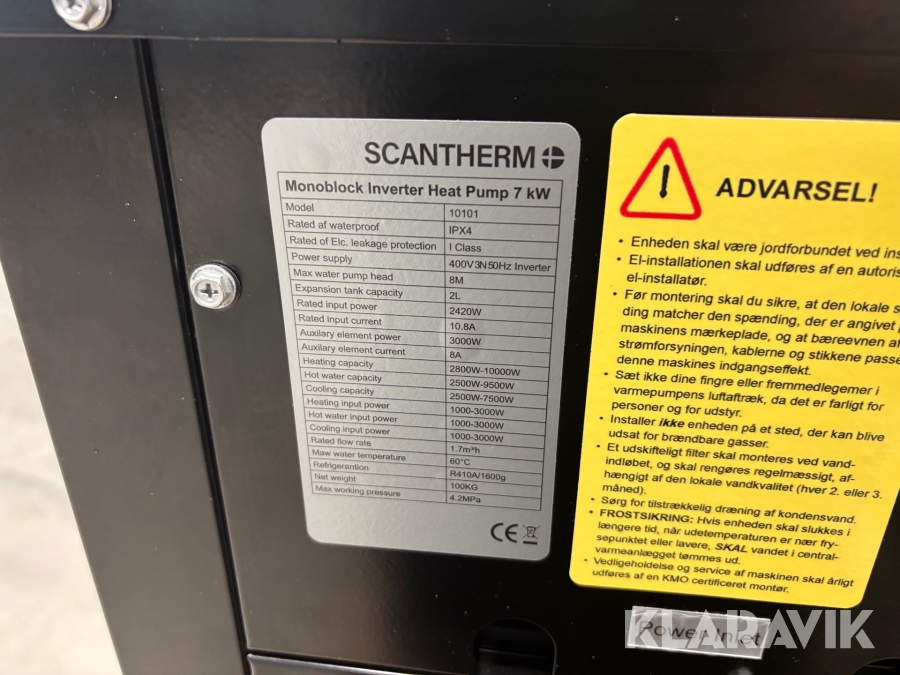 SCANTHERM
Monoblock Inverter Heat Pump 7 kW
Model 10101
Rated af waterproof IPX4
Rated of Elc. leakage protection I Class
Power supply 400V3N50Hz Inverter
Max water pump head 8M
Expansion tank capacity 2L
Rated input power 2420W
Rated input current 10.8A
Auxilary element power 3000W
Auxilary element current 8A
Heating capacity 2800W-10000W
Hot water capacity 2500W-9500W
Cooling capacity 2500W-7500W
Heating input power 1000-3000W
Hot water input power 1000-3000W
Cooling input power 1000-3000W
Rated flow rate 1.7m³h
Maw water temperature 60°C
Refrigerantion R410A/1600g
Net weight 100KG
Max working pressure 4.2MPa
CE
ADVARSEL!
• Enheden skal være jordforbundet ved ins
• El-installationen skal udføres af en autoris
el-installatør.
• Før montering skal du sikre, at den lokale s
ding matcher den spænding, der er angivet p
maskinens mærkeplade, og at bæreevnen af
strømforsyningen, kablerne og stikkene passe
denne maskines indgangseffekt.
• Sæt ikke dine fingre eller fremmedlegemer i
varmepumpens luftaftræk, da det er farligt for
personer og for udstyr.
• Installer ikke enheden på et sted, der kan blive
udsat for brændbare gasser.
• Et udskifteligt filter skal monteres ved vand-
indløbet, og skal rengøres regelmæssigt, af-
hængigt af den lokale vandkvalitet (hver 2. eller 3.
måned).
• Sørg for tilstrækkelig dræning af kondensvand.
• FROSTSIKRING: Hvis enheden skal slukkes i
længere tid, når udetemperaturen er nær fry-
sepunktet eller lavere, SKAL vandet i central-
varmeanlægget tømmes ud.
• Vedligeholdelse og service af maskinen skal årligt
udføres af en KMO certificeret montør.
Power Inlet
KLARAVIK